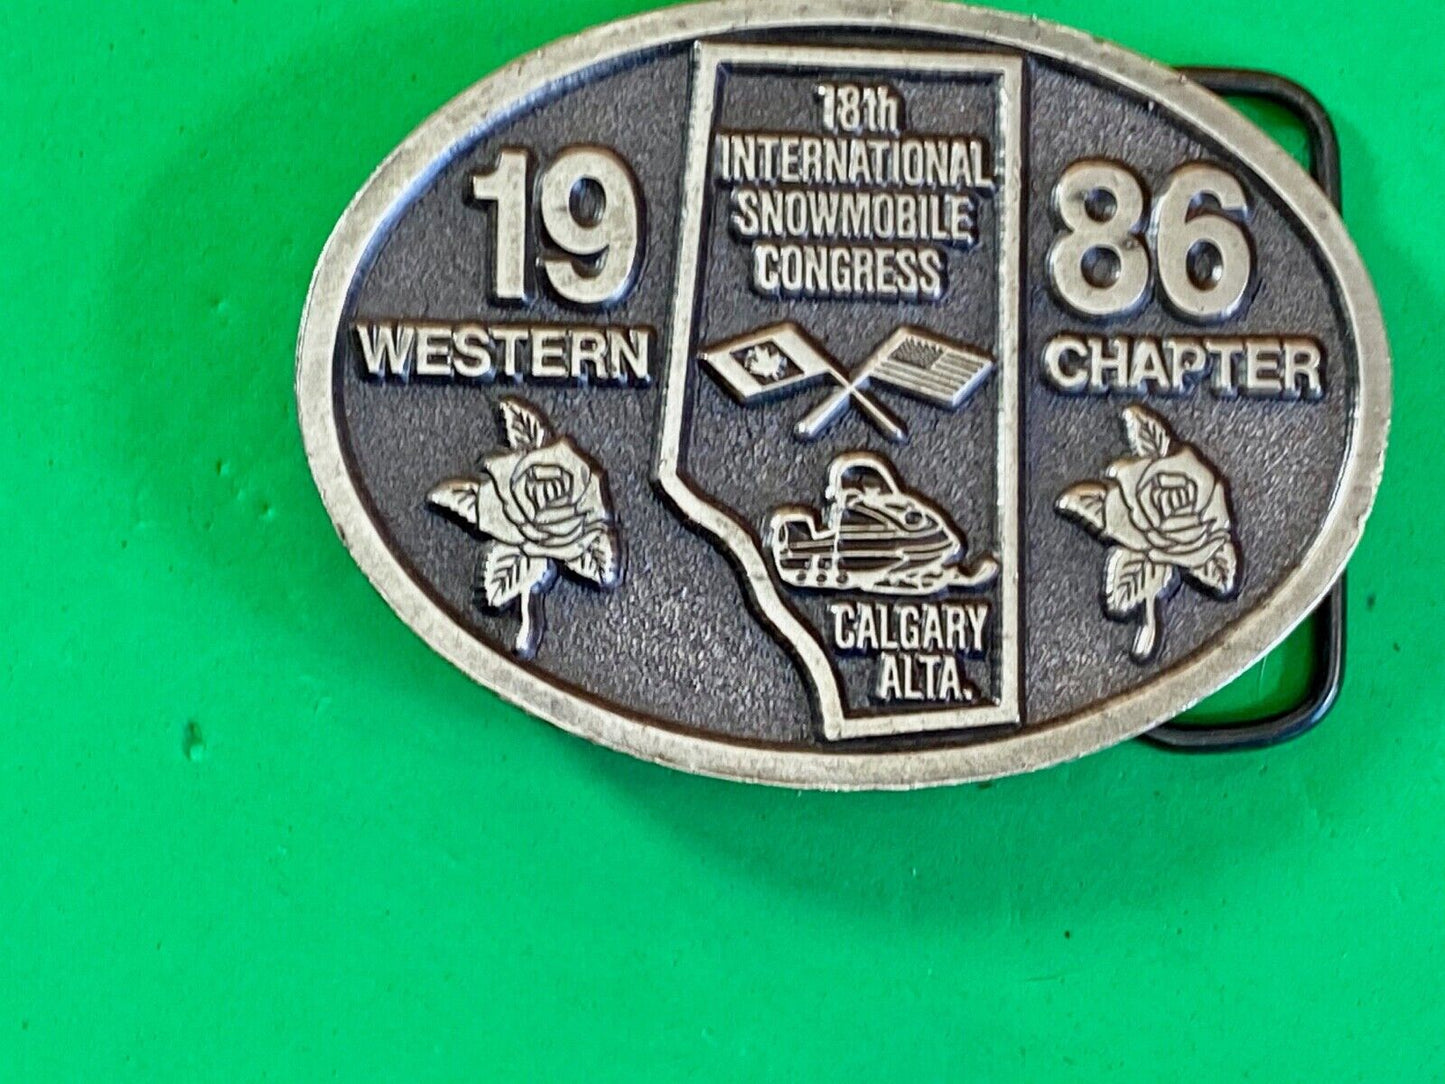 19 86
18th
INTERNATIONAL
SNOWMOBILE
CONGRESS
WESTERN CHAPTER
CALGARY
ALTA.